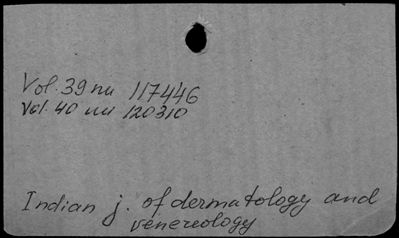 Vol. 39 nu 117446
Vol. 40 nu 120310
Indian j. of dermatology and
venereology